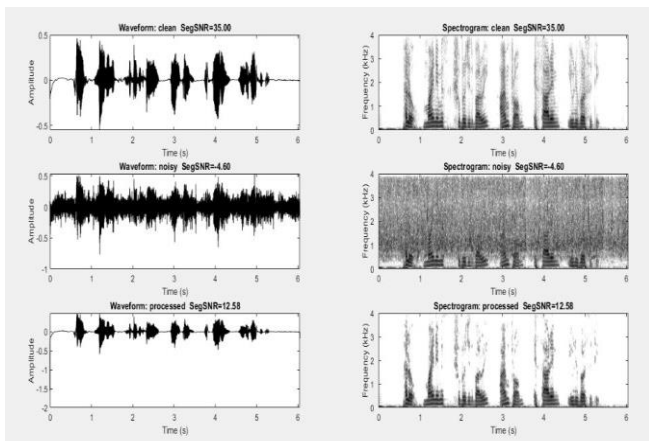 Waveform: clean SegSNR=35.00
0.5
0
-0.5
Amplitude
0 1 2 3 4 5 6
Time (s)
Spectrogram: clean SegSNR=35.00
4
3
2
1
0
Frequency (kHz)
0 1 2 3 4 5 6
Time (s)
Waveform: noisy SegSNR=-4.60
0.5
0
-0.5
-1
Amplitude
0 1 2 3 4 5 6
Time (s)
Spectrogram: noisy SegSNR=-4.60
4
3
2
1
0
Frequency (kHz)
0 1 2 3 4 5 6
Time (s)
Waveform: processed SegSNR=12.58
0.5
0
-0.5
-1
-1.5
-2
Amplitude
0 1 2 3 4 5 6
Time (s)
Spectrogram: processed SegSNR=12.58
4
3
2
1
0
Frequency (kHz)
0 1 2 3 4 5 6
Time (s)